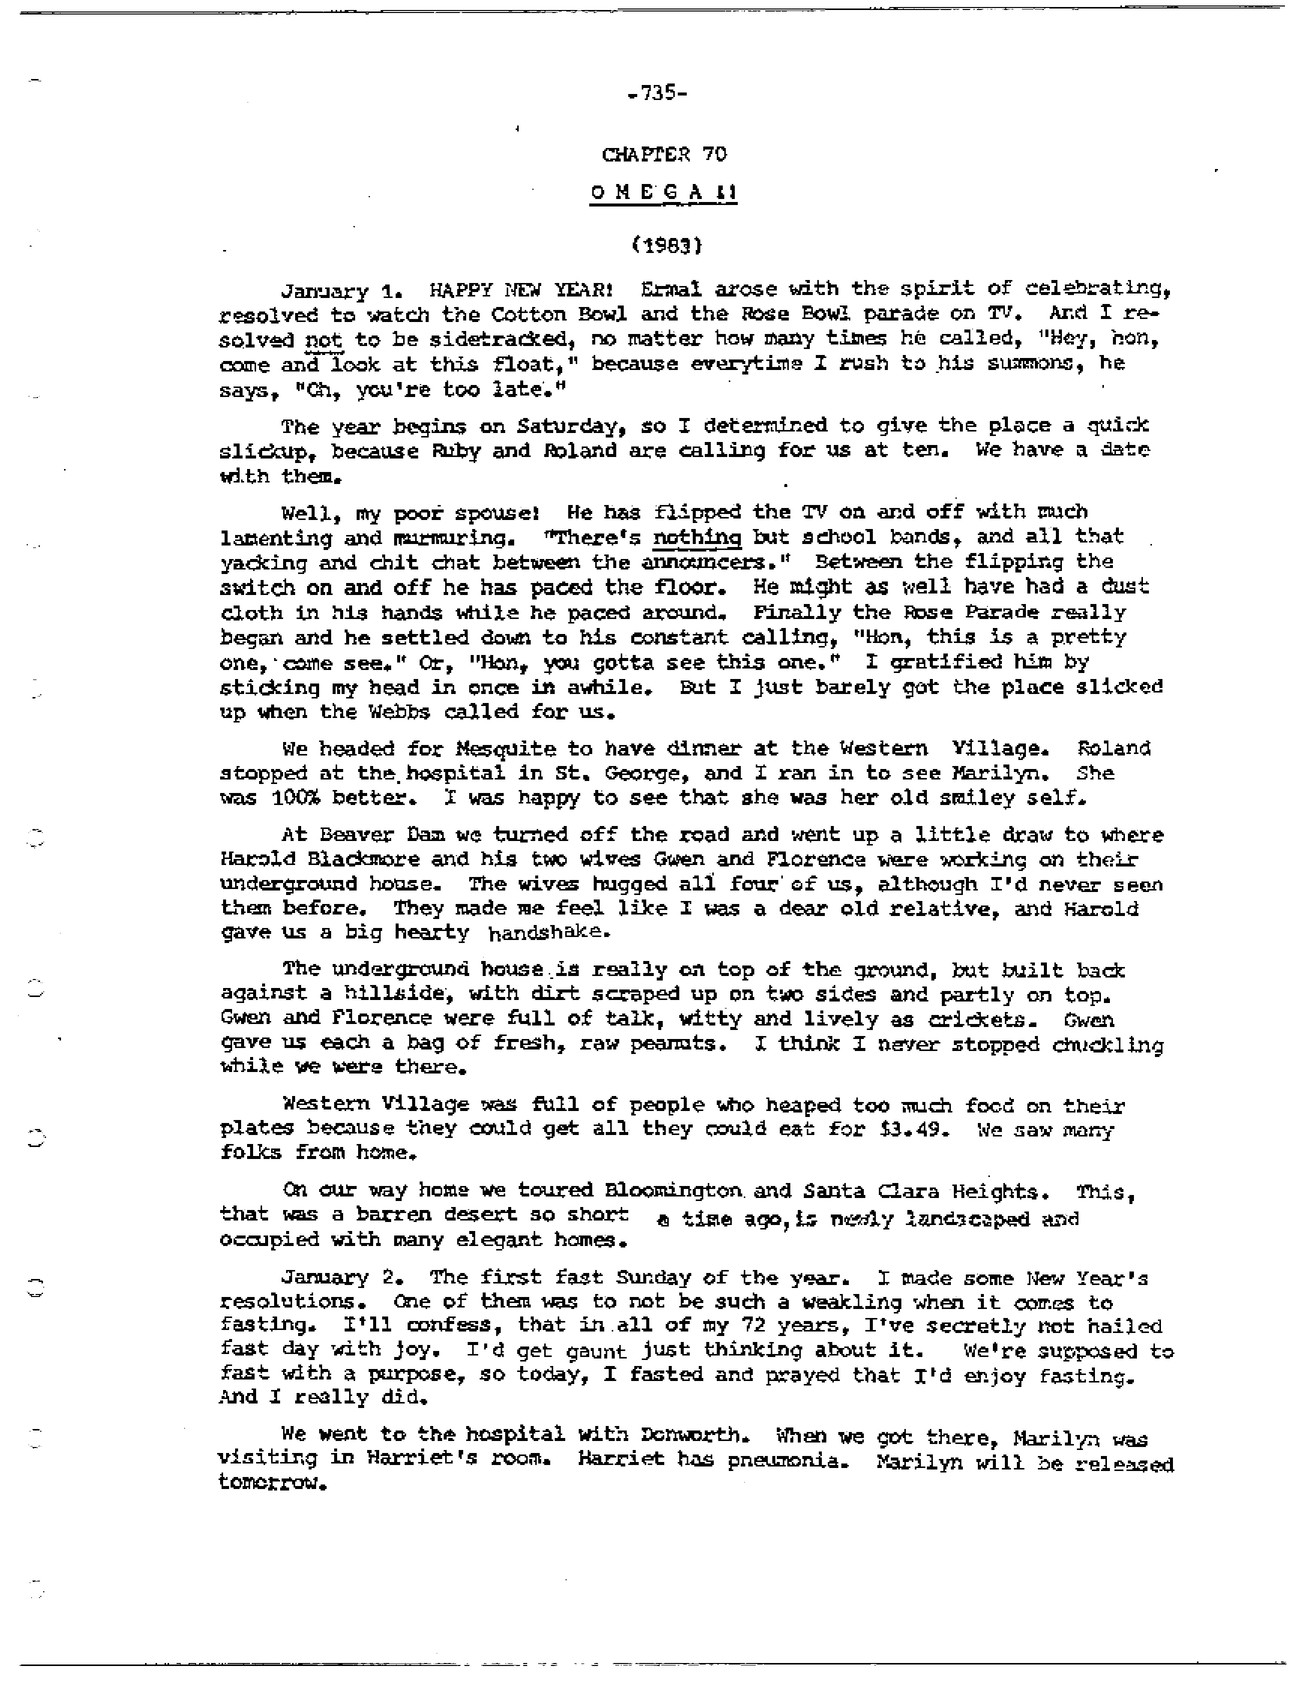 -735-
CHAPTER 70
O M E G A !!
(1983)
January 1. HAPPY NEW YEAR! Ermal arose with the spirit of celebrating,
resolved to watch the Cotton Bowl and the Rose Bowl parade on TV. And I re-
solved not to be sidetracked, no matter how many times he called, "Hey, hon,
come and look at this float," because everytime I rush to his summons, he
says, "Oh, you're too late."
The year begins on Saturday, so I determined to give the place a quick
slickup, because Ruby and Roland are calling for us at ten. We have a date
with them.
Well, my poor spouse! He has flipped the TV on and off with much
lamenting and murmuring. "There's nothing but school bands, and all that
yacking and chit chat between the announcers." Between the flipping the
switch on and off he has paced the floor. He might as well have had a dust
cloth in his hands while he paced around. Finally the Rose Parade really
began and he settled down to his constant calling, "Hon, this is a pretty
one, come see." Or, "Hon, you gotta see this one." I gratified him by
sticking my head in once in awhile. But I just barely got the place slicked
up when the Webbs called for us.
We headed for Mesquite to have dinner at the Western Village. Roland
stopped at the hospital in St. George, and I ran in to see Marilyn. She
was 100% better. I was happy to see that she was her old smiley self.
At Beaver Dam we turned off the road and went up a little draw to where
Harold Blackmore and his two wives Gwen and Florence were working on their
underground house. The wives hugged all four of us, although I'd never seen
them before. They made me feel like I was a dear old relative, and Harold
gave us a big hearty handshake.
The underground house is really on top of the ground, but built back
against a hillside, with dirt scraped up on two sides and partly on top.
Gwen and Florence were full of talk, witty and lively as crickets. Gwen
gave us each a bag of fresh, raw peanuts. I think I never stopped chuckling
while we were there.
Western Village was full of people who heaped too much food on their
plates because they could get all they could eat for $3.49. We saw many
folks from home.
On our way home we toured Bloomington and Santa Clara Heights. This,
that was a barren desert so short a time ago, is newly landscaped and
occupied with many elegant homes.
January 2. The first fast Sunday of the year. I made some New Year's
resolutions. One of them was to not be such a weakling when it comes to
fasting. I'll confess, that in all of my 72 years, I've secretly not hailed
fast day with joy. I'd get gaunt just thinking about it. We're supposed to
fast with a purpose, so today, I fasted and prayed that I'd enjoy fasting.
And I really did.
We went to the hospital with Donworth. When we got there, Marilyn was
visiting in Harriet's room. Harriet has pneumonia. Marilyn will be released
tomorrow.